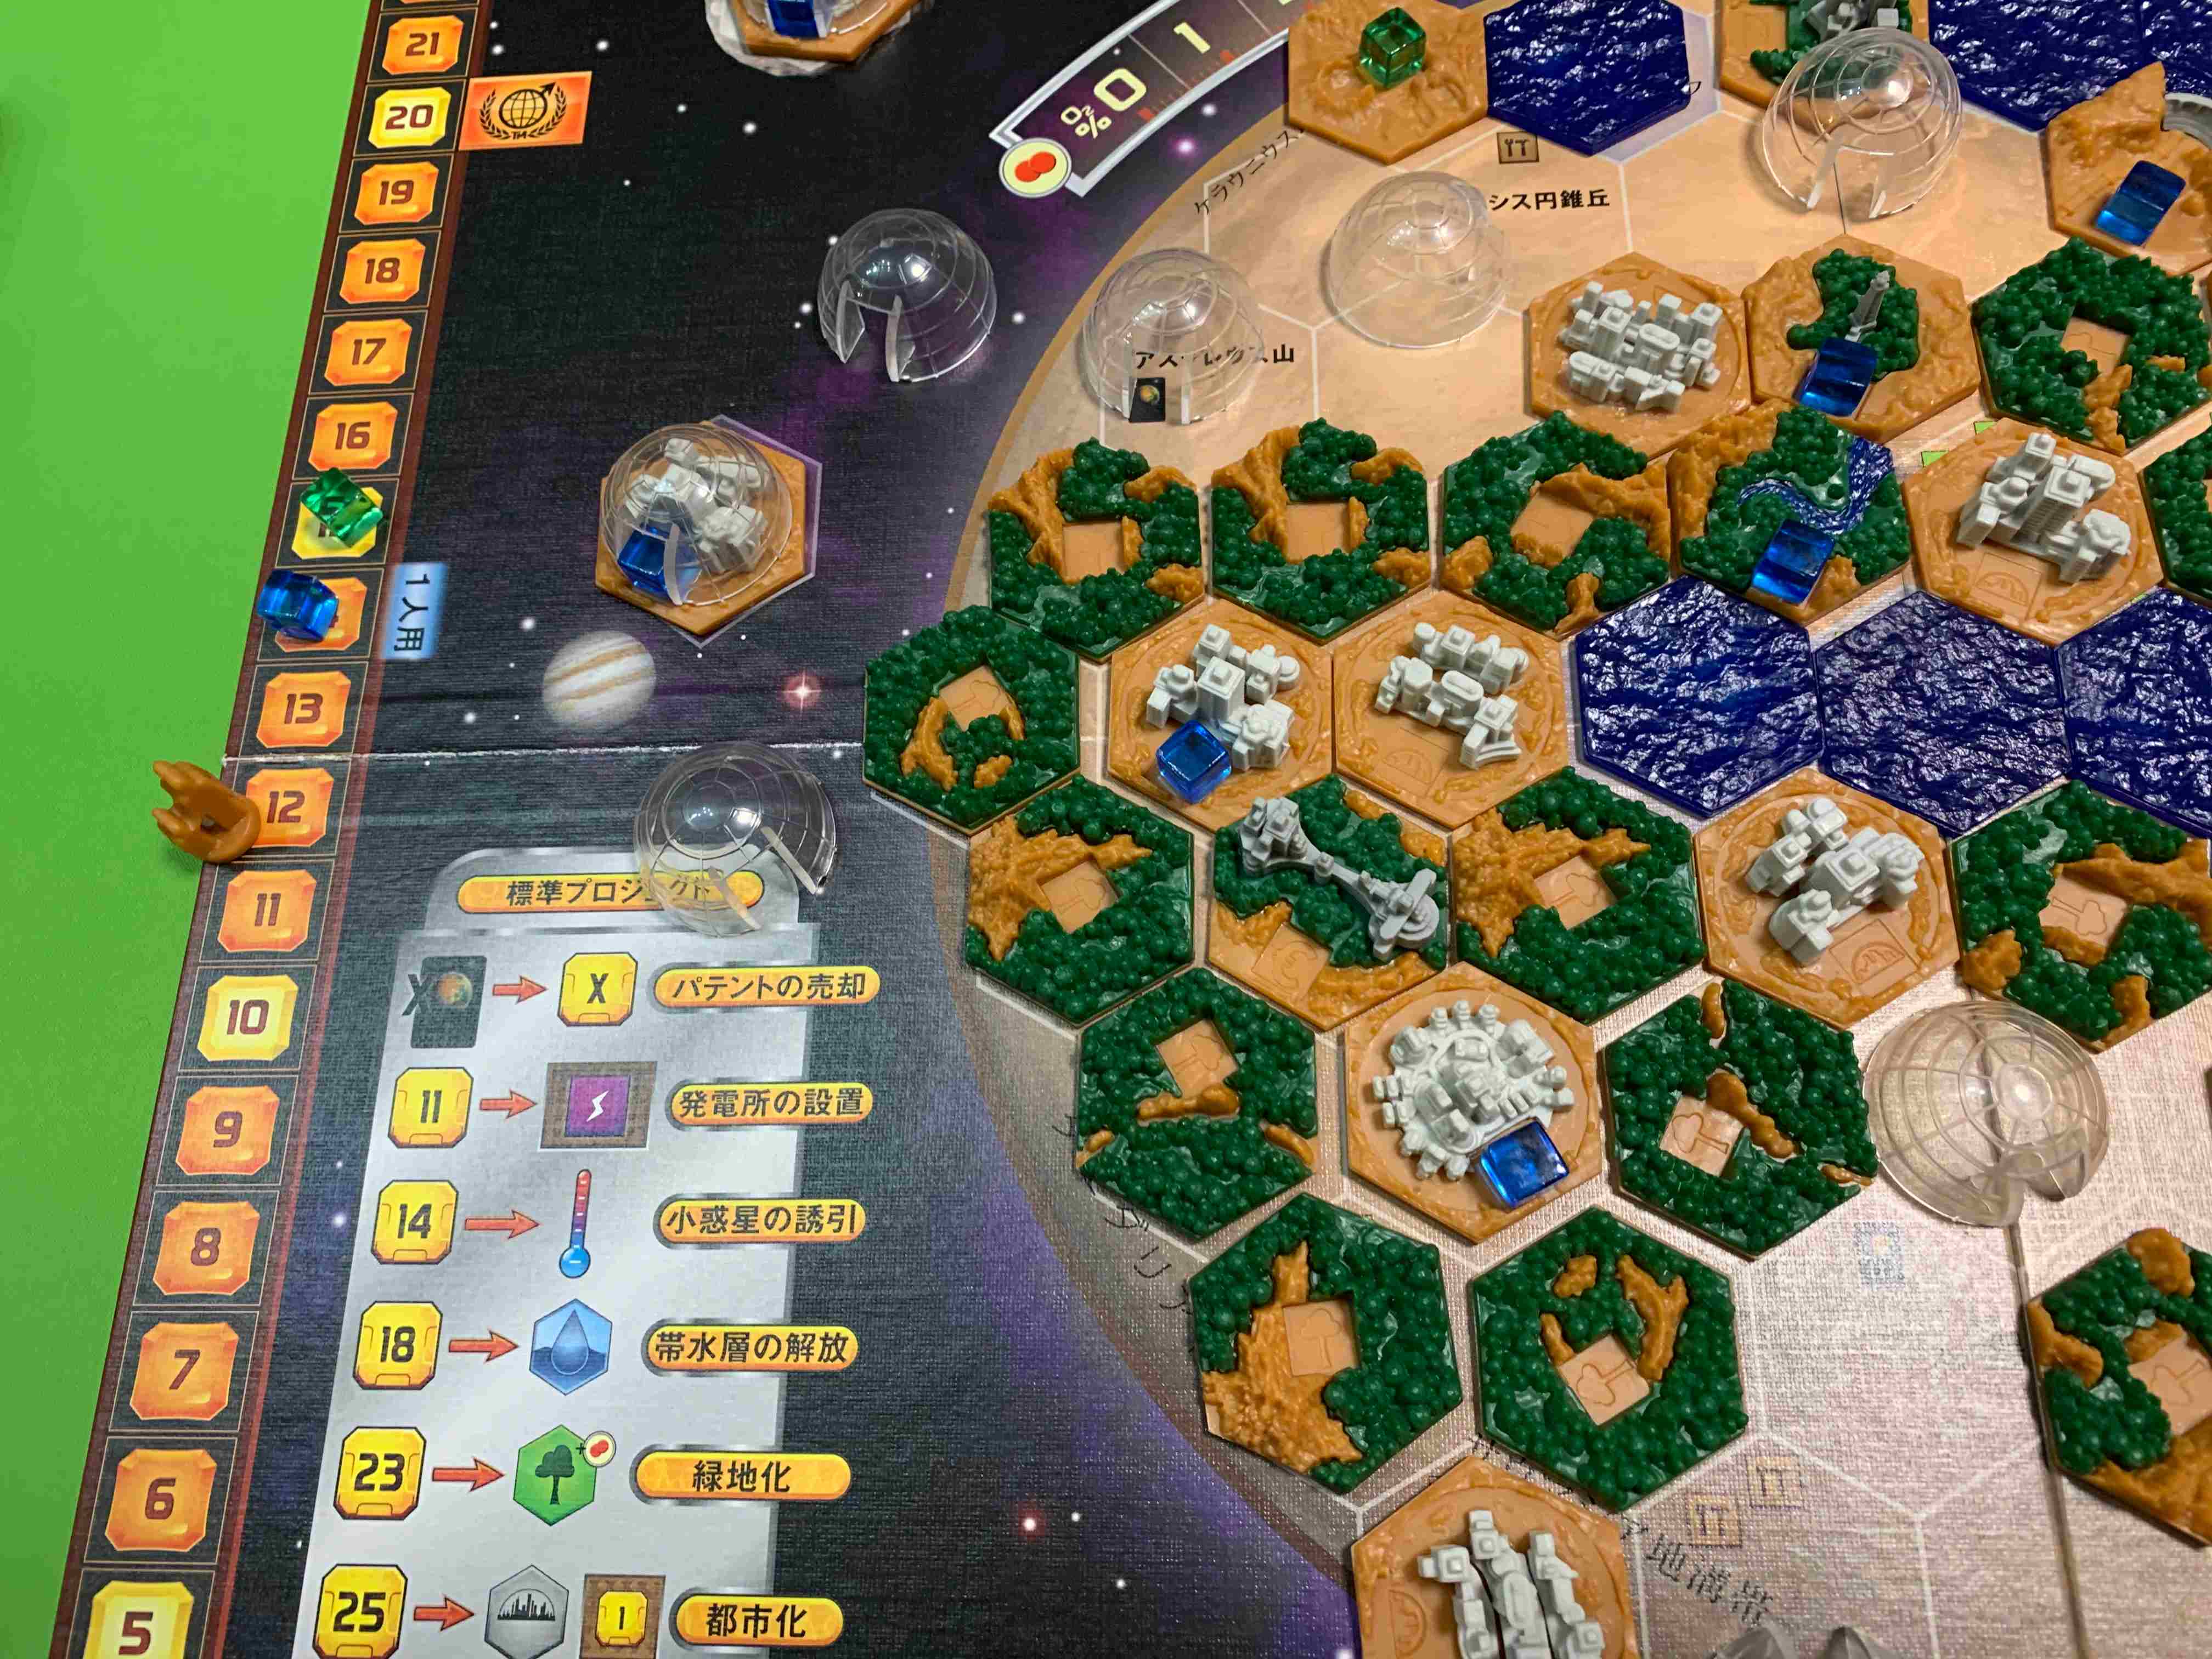 21
20
TM
19
18
17
16
1人用
13
12
11
10
9
8
7
6
5
O₂
%0
1
シス円錐丘
標準プロジェクト
X → X パテントの売却
11 → 発電所の設置
14 → 小惑星の誘引
18 → 帯水層の解放
23 → + 緑地化
25 → 1 都市化